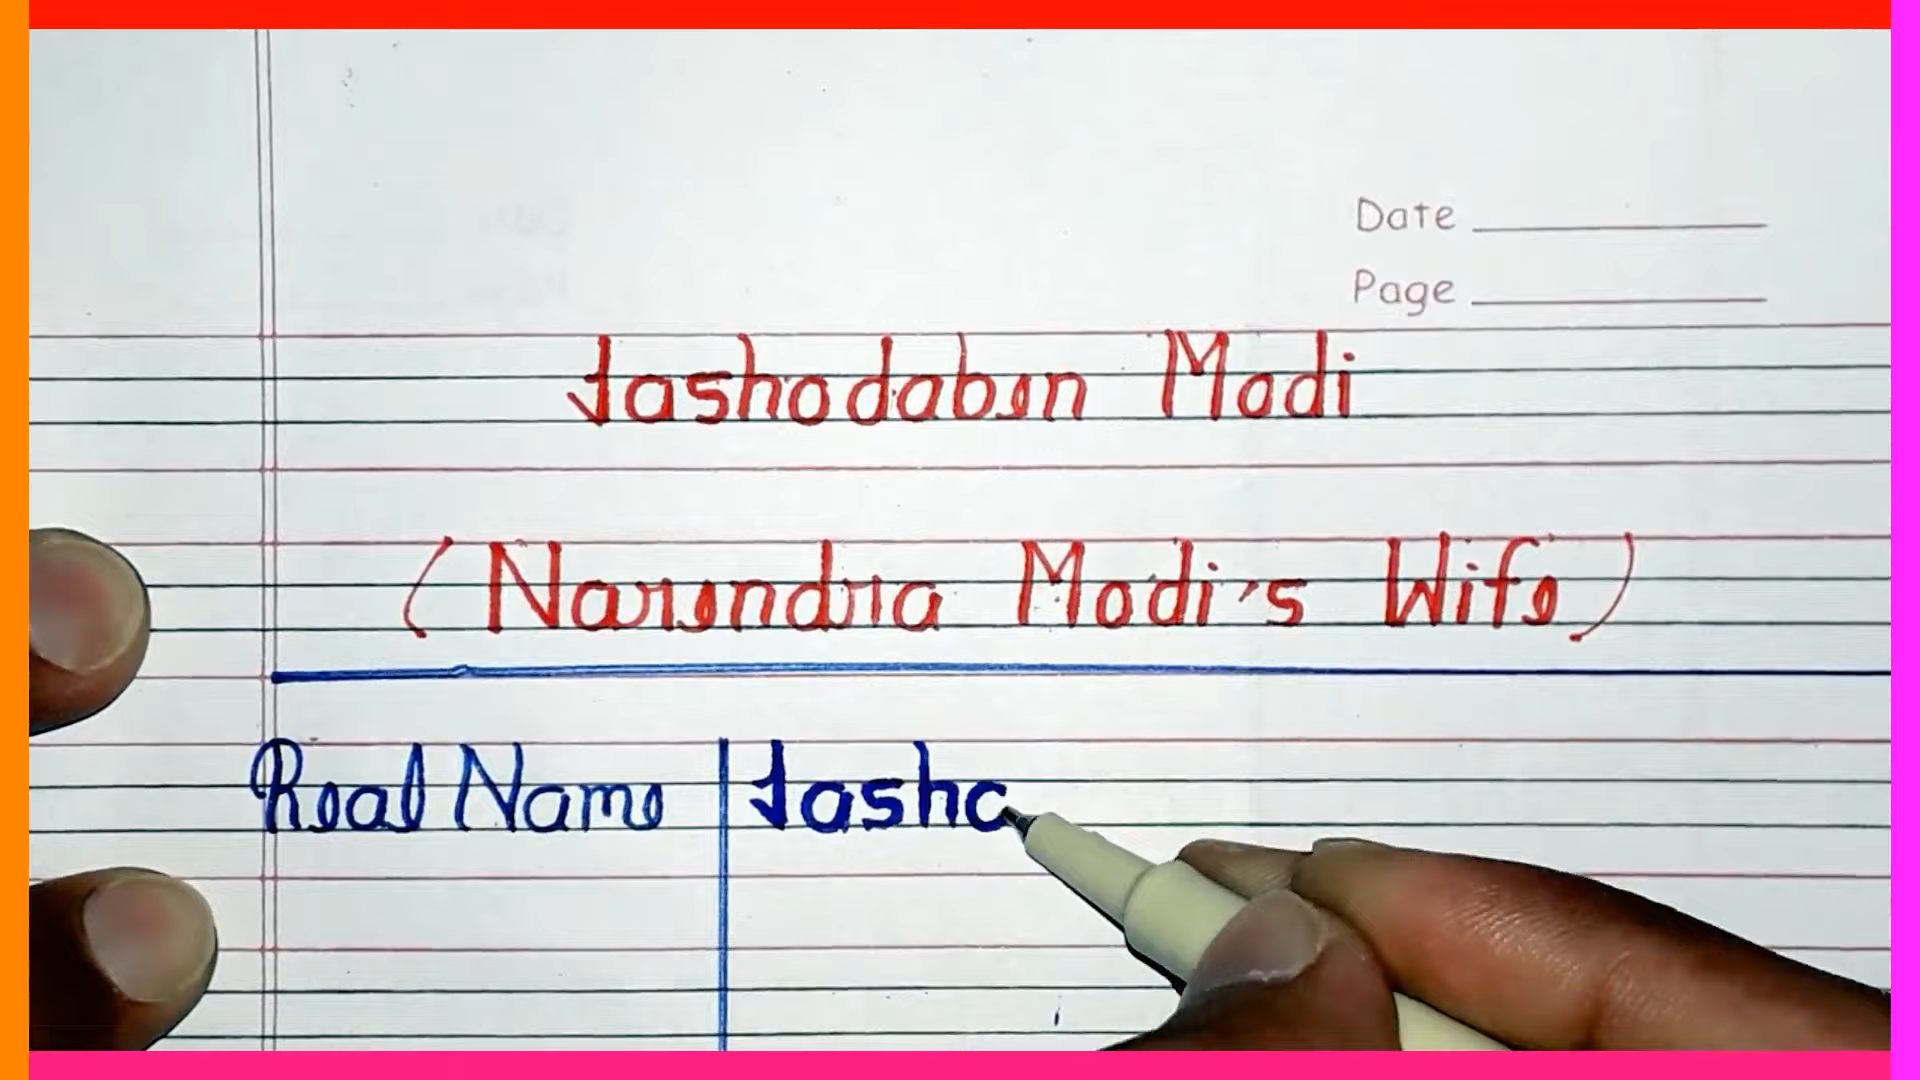 Date
Page
Jashodaben Modi
(Narendra Modi's Wife)
Real Name | Jasho